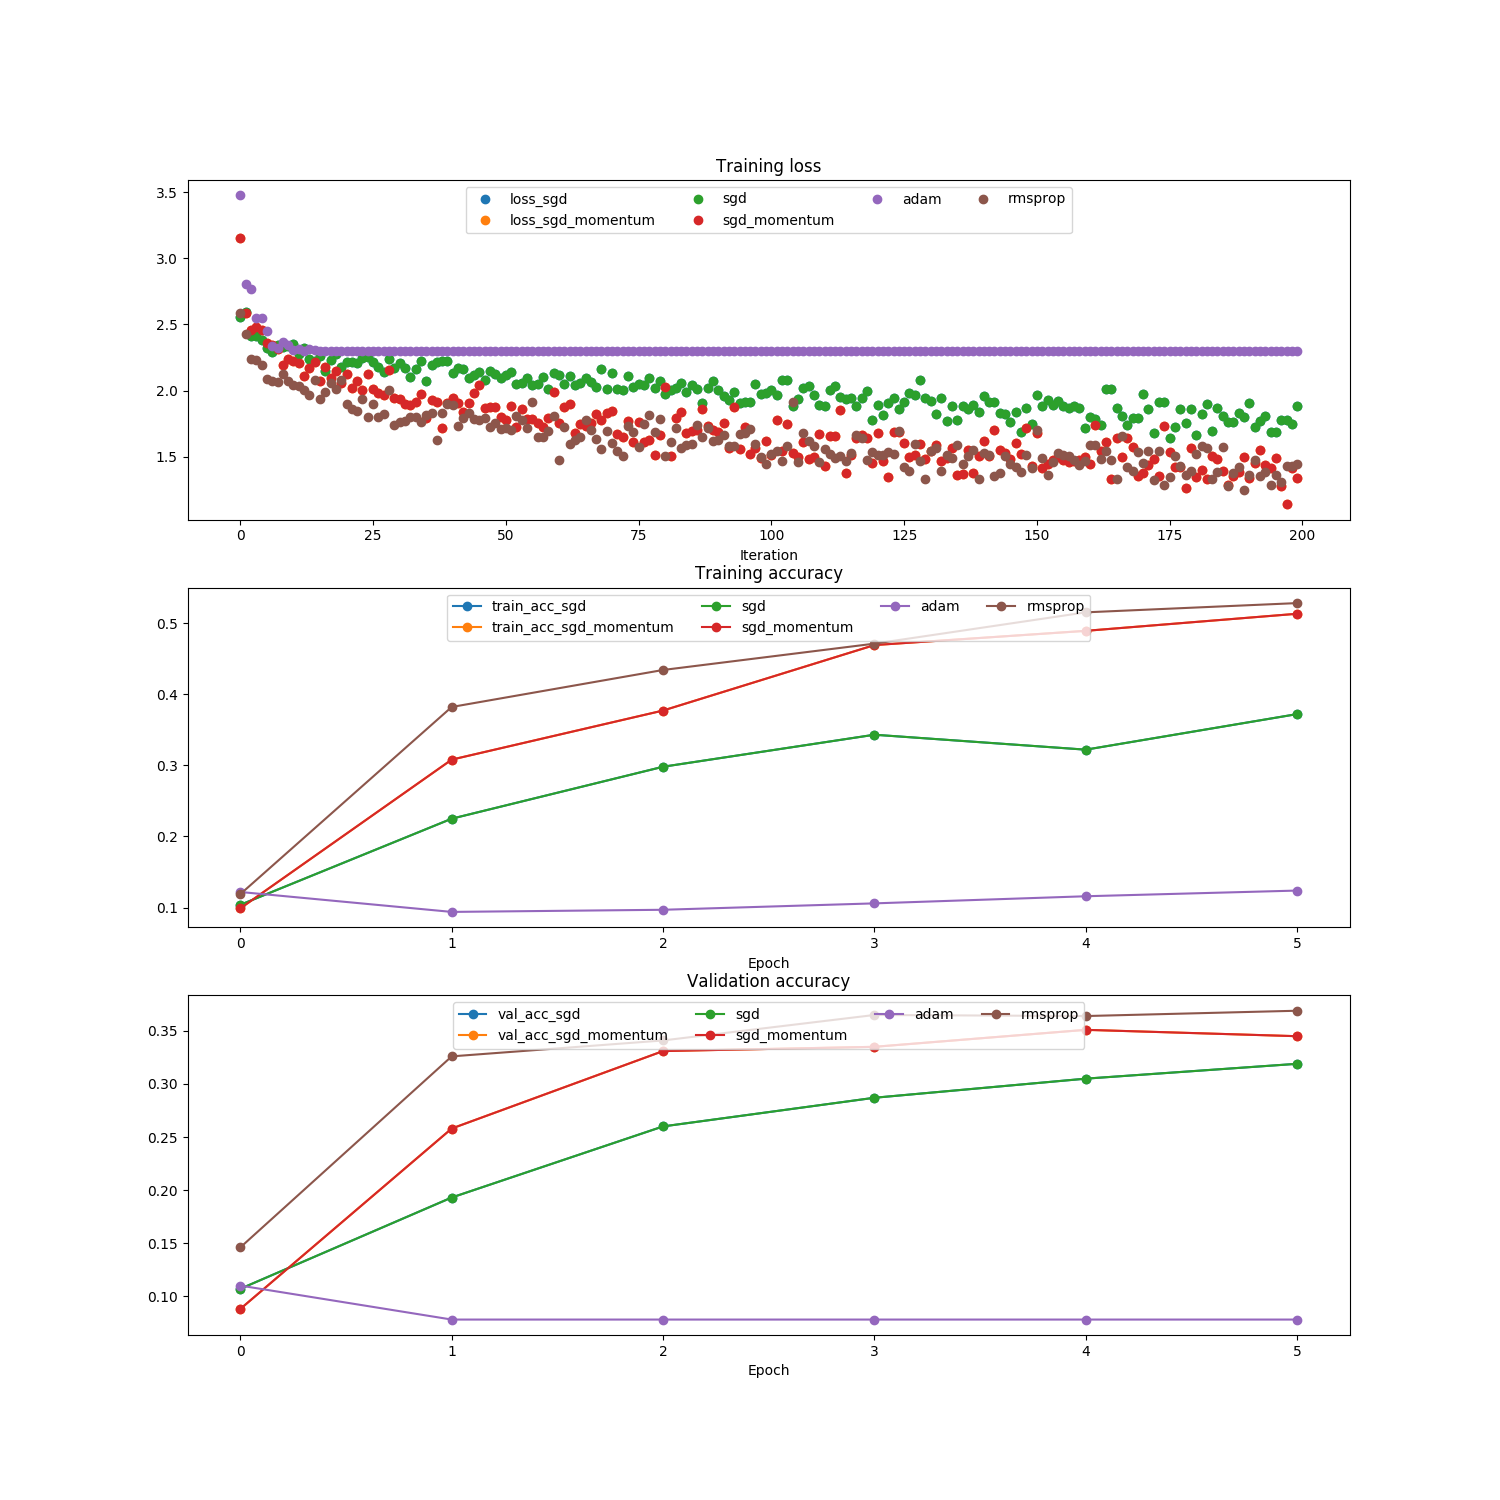 Training loss
loss_sgd sgd adam rmsprop
loss_sgd_momentum sgd_momentum
3.5
3.0
2.5
2.0
1.5
0 25 50 75 100 125 150 175 200
Iteration
Training accuracy
train_acc_sgd sgd adam rmsprop
train_acc_sgd_momentum sgd_momentum
0.5
0.4
0.3
0.2
0.1
0 1 2 3 4 5
Epoch
Validation accuracy
val_acc_sgd sgd adam rmsprop
val_acc_sgd_momentum sgd_momentum
0.35
0.30
0.25
0.20
0.15
0.10
0 1 2 3 4 5
Epoch